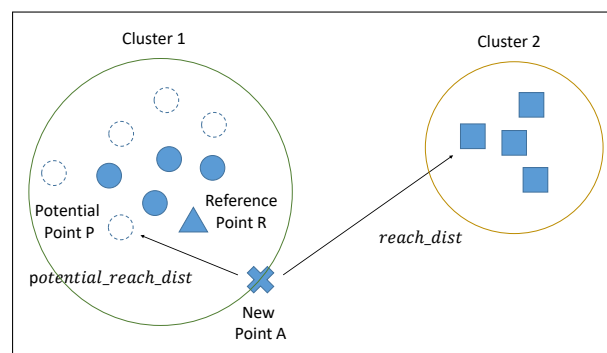 Cluster 1
Cluster 2
Potential
Point P
Reference
Point R
reach_dist
potential_reach_dist
New
Point A